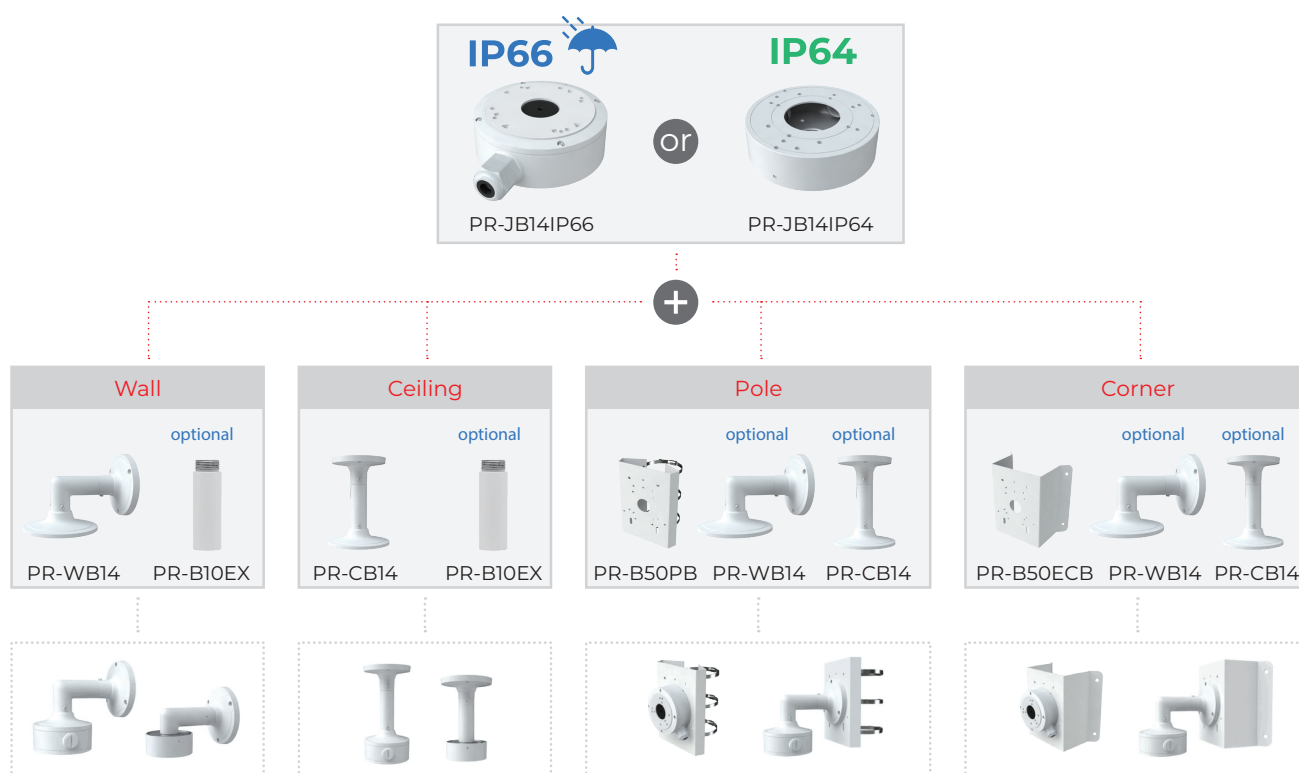 IP66
IP64
or
PR-JB14IP66
PR-JB14IP64
+
Wall
Ceiling
Pole
Corner
optional
optional
optional
optional
optional
optional
PR-WB14
PR-B10EX
PR-CB14
PR-B10EX
PR-B50PB
PR-WB14
PR-CB14
PR-B50ECB
PR-WB14
PR-CB14